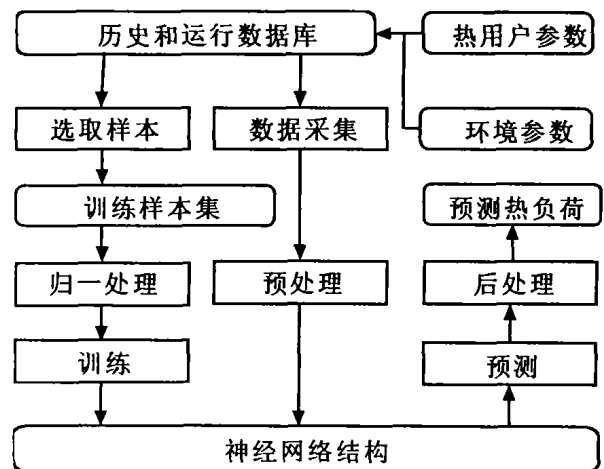 历史和运行数据库
热用户参数
选取样本
数据采集
环境参数
训练样本集
预测热负荷
归一处理
预处理
后处理
训练
预测
神经网络结构